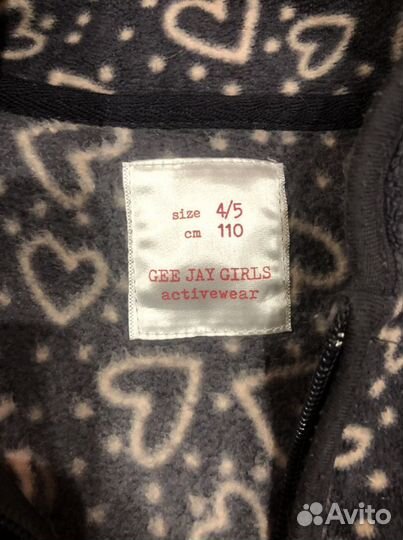 size 4/5
cm 110
GEE JAY GIRLS
activewear
Avito